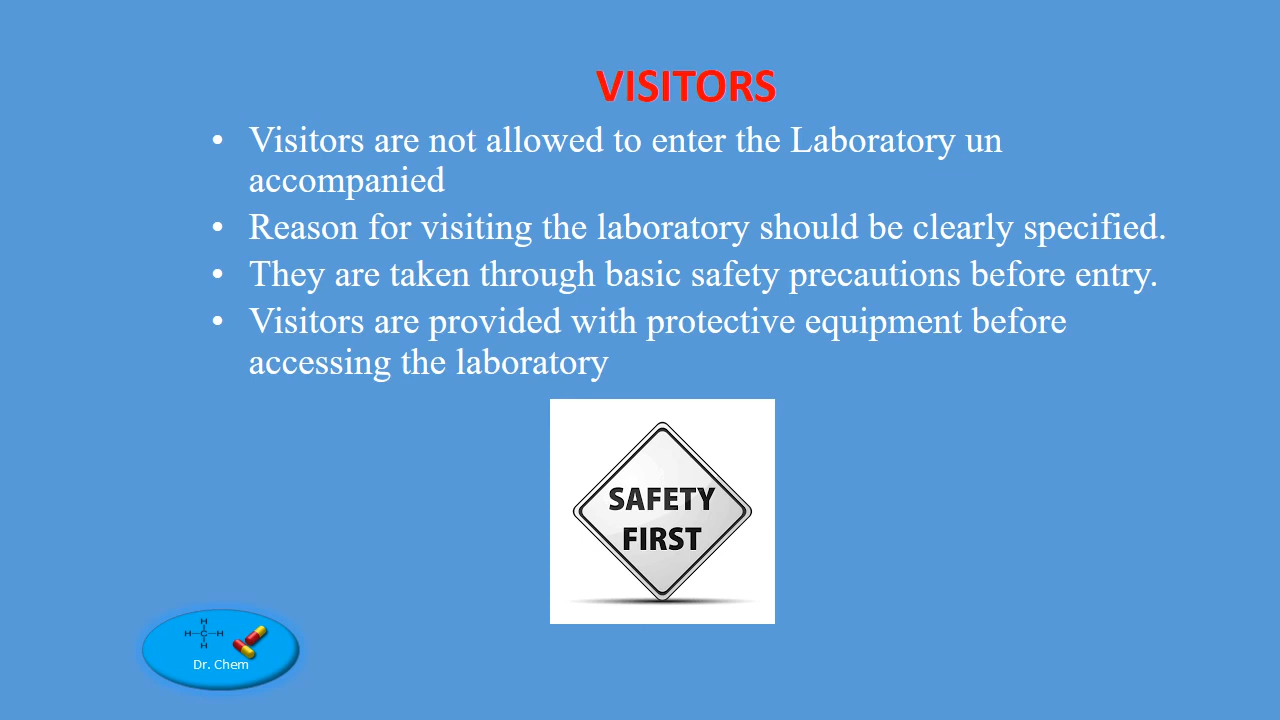 VISITORS
• Visitors are not allowed to enter the Laboratory un
accompanied
• Reason for visiting the laboratory should be clearly specified.
• They are taken through basic safety precautions before entry.
• Visitors are provided with protective equipment before
accessing the laboratory
SAFETY
FIRST
H
H C H
H
Dr. Chem